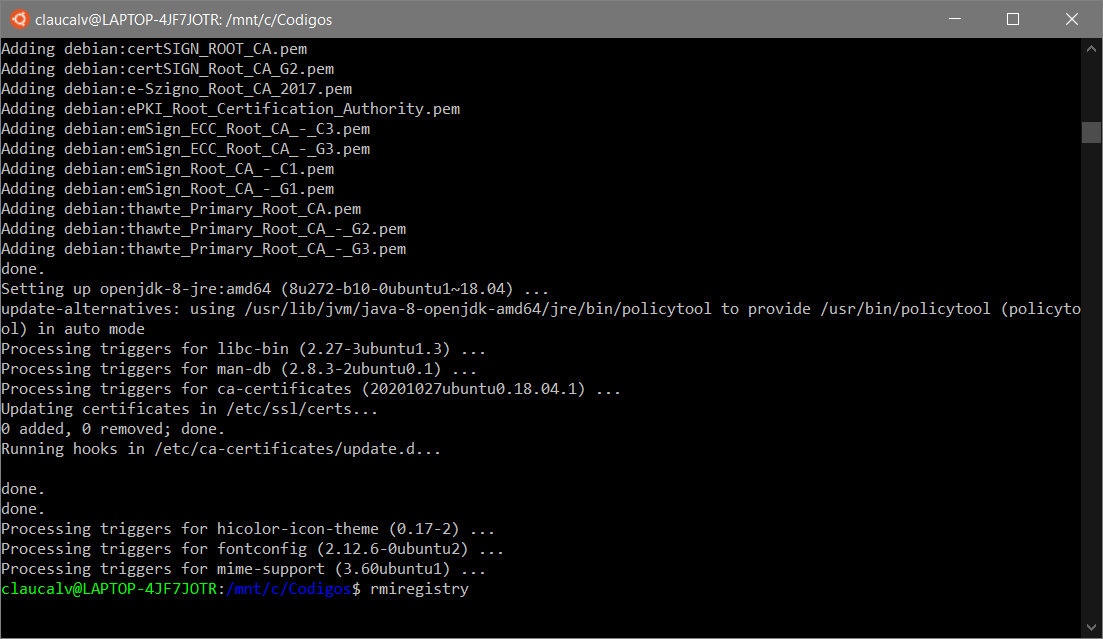 claucalv@LAPTOP-4JF7JOTR: /mnt/c/Codigos
Adding debian:certSIGN_ROOT_CA.pem
Adding debian:certSIGN_Root_CA_G2.pem
Adding debian:e-Szigno_Root_CA_2017.pem
Adding debian:ePKI_Root_Certification_Authority.pem
Adding debian:emSign_ECC_Root_CA_-_C3.pem
Adding debian:emSign_ECC_Root_CA_-_G3.pem
Adding debian:emSign_Root_CA_-_C1.pem
Adding debian:emSign_Root_CA_-_G1.pem
Adding debian:thawte_Primary_Root_CA.pem
Adding debian:thawte_Primary_Root_CA_-_G2.pem
Adding debian:thawte_Primary_Root_CA_-_G3.pem
done.
Setting up openjdk-8-jre:amd64 (8u272-b10-0ubuntu1~18.04) ...
update-alternatives: using /usr/lib/jvm/java-8-openjdk-amd64/jre/bin/policytool to provide /usr/bin/policytool (policyto
ol) in auto mode
Processing triggers for libc-bin (2.27-3ubuntu1.3) ...
Processing triggers for man-db (2.8.3-2ubuntu0.1) ...
Processing triggers for ca-certificates (20201027ubuntu0.18.04.1) ...
Updating certificates in /etc/ssl/certs...
0 added, 0 removed; done.
Running hooks in /etc/ca-certificates/update.d...

done.
done.
Processing triggers for hicolor-icon-theme (0.17-2) ...
Processing triggers for fontconfig (2.12.6-0ubuntu2) ...
Processing triggers for mime-support (3.60ubuntu1) ...
claucalv@LAPTOP-4JF7JOTR:/mnt/c/Codigos$ rmiregistry